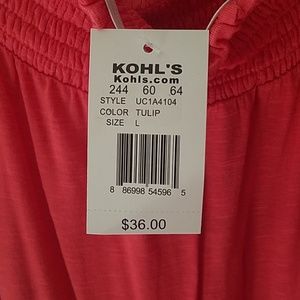 KOHL'S
Kohls.com
244 60 64
STYLE UC1A4104
COLOR TULIP
SIZE L
8 86998 54596 5
$36.00